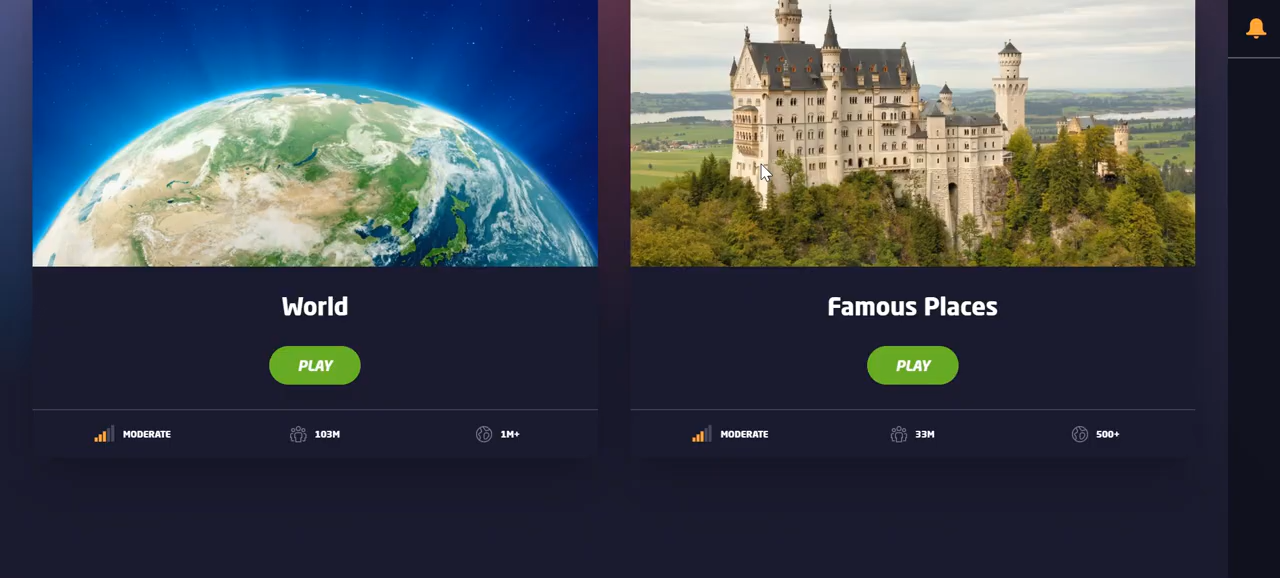 World
Famous Places
PLAY
PLAY
MODERATE 103M 1M+
MODERATE 33M 500+